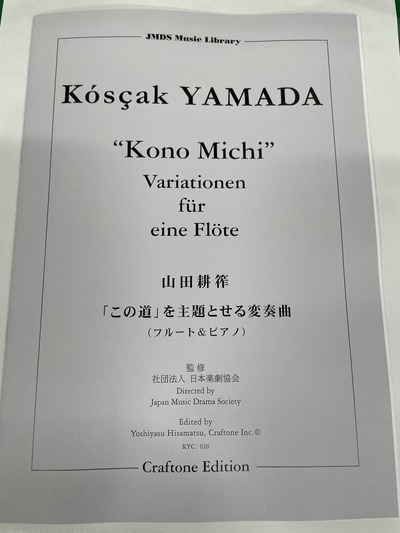 JMDS Music Library
Kósçak YAMADA
“Kono Michi”
Variationen
für
eine Flöte
山田耕筰
「この道」を主題とせる変奏曲
(フルート&ピアノ)
監修
社団法人 日本楽劇協会
Directed by
Japan Music Drama Society
Edited by
Yoshiyasu Hisamatsu, Craftone Inc.©
KYC : 020
Craftone Edition